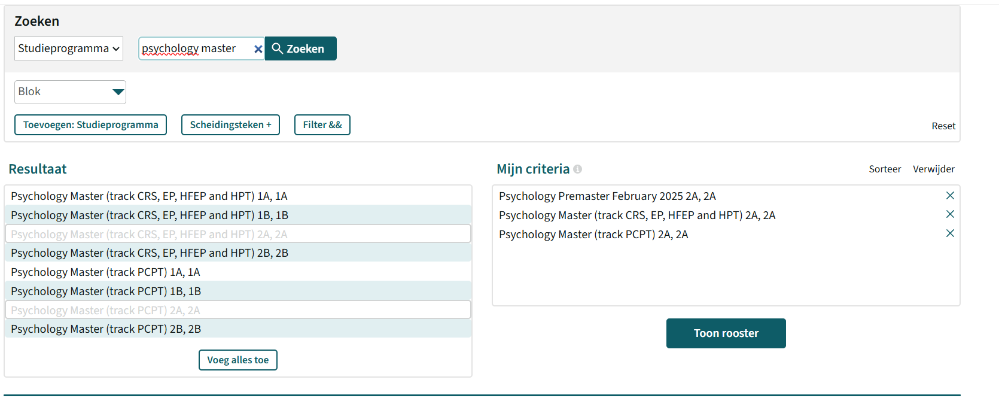 Zoeken
Studieprogramma
psychology master
Zoeken
Blok
Toevoegen: Studieprogramma
Scheidingsteken +
Filter &&
Reset
Resultaat
Psychology Master (track CRS, EP, HFEP and HPT) 1A, 1A
Psychology Master (track CRS, EP, HFEP and HPT) 1B, 1B
Psychology Master (track CRS, EP, HFEP and HPT) 2A, 2A
Psychology Master (track CRS, EP, HFEP and HPT) 2B, 2B
Psychology Master (track PCPT) 1A, 1A
Psychology Master (track PCPT) 1B, 1B
Psychology Master (track PCPT) 2A, 2A
Psychology Master (track PCPT) 2B, 2B
Voeg alles toe
Mijn criteria
Sorteer
Verwijder
Psychology Premaster February 2025 2A, 2A
Psychology Master (track CRS, EP, HFEP and HPT) 2A, 2A
Psychology Master (track PCPT) 2A, 2A
Toon rooster